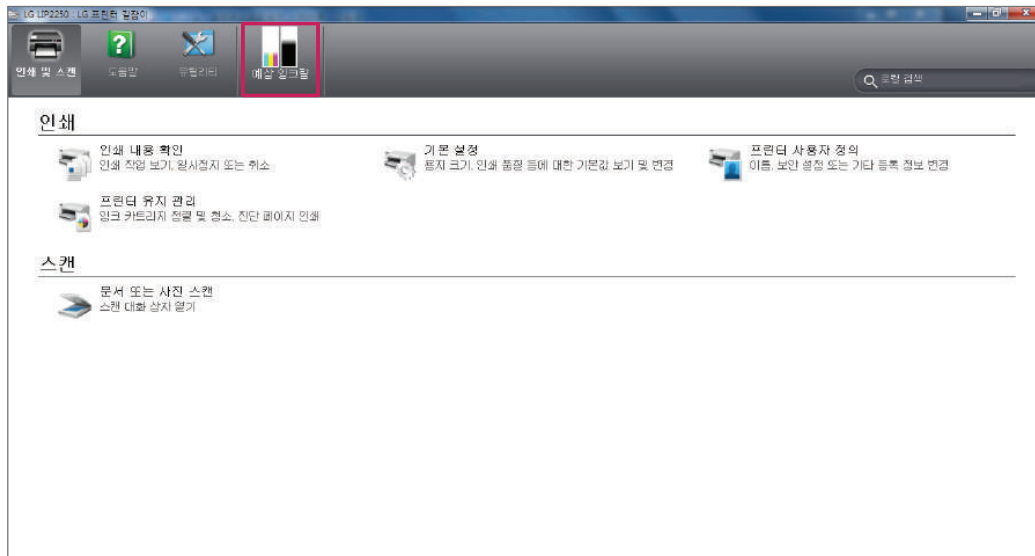 LG LIP2250 : LG 프린터 길잡이
인쇄 및 스캔
도움말
유틸리티
예상 잉크량
로컬 검색
인쇄
인쇄 내용 확인
인쇄 작업 보기, 일시정지 또는 취소
기본 설정
용지 크기, 인쇄 품질 등에 대한 기본값 보기 및 변경
프린터 사용자 정의
이름, 보안 설정 또는 기타 등록 정보 변경
프린터 유지 관리
잉크 카트리지 정렬 및 청소, 진단 페이지 인쇄
스캔
문서 또는 사진 스캔
스캔 대화 상자 열기